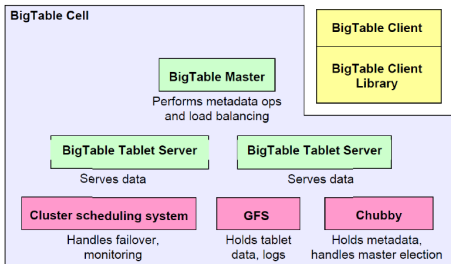 BigTable Cell
BigTable Client
BigTable Client
Library
BigTable Master
Performs metadata ops
and load balancing
BigTable Tablet Server
BigTable Tablet Server
Serves data
Serves data
Cluster scheduling system
GFS
Chubby
Handles failover,
monitoring
Holds tablet
data, logs
Holds metadata,
handles master election